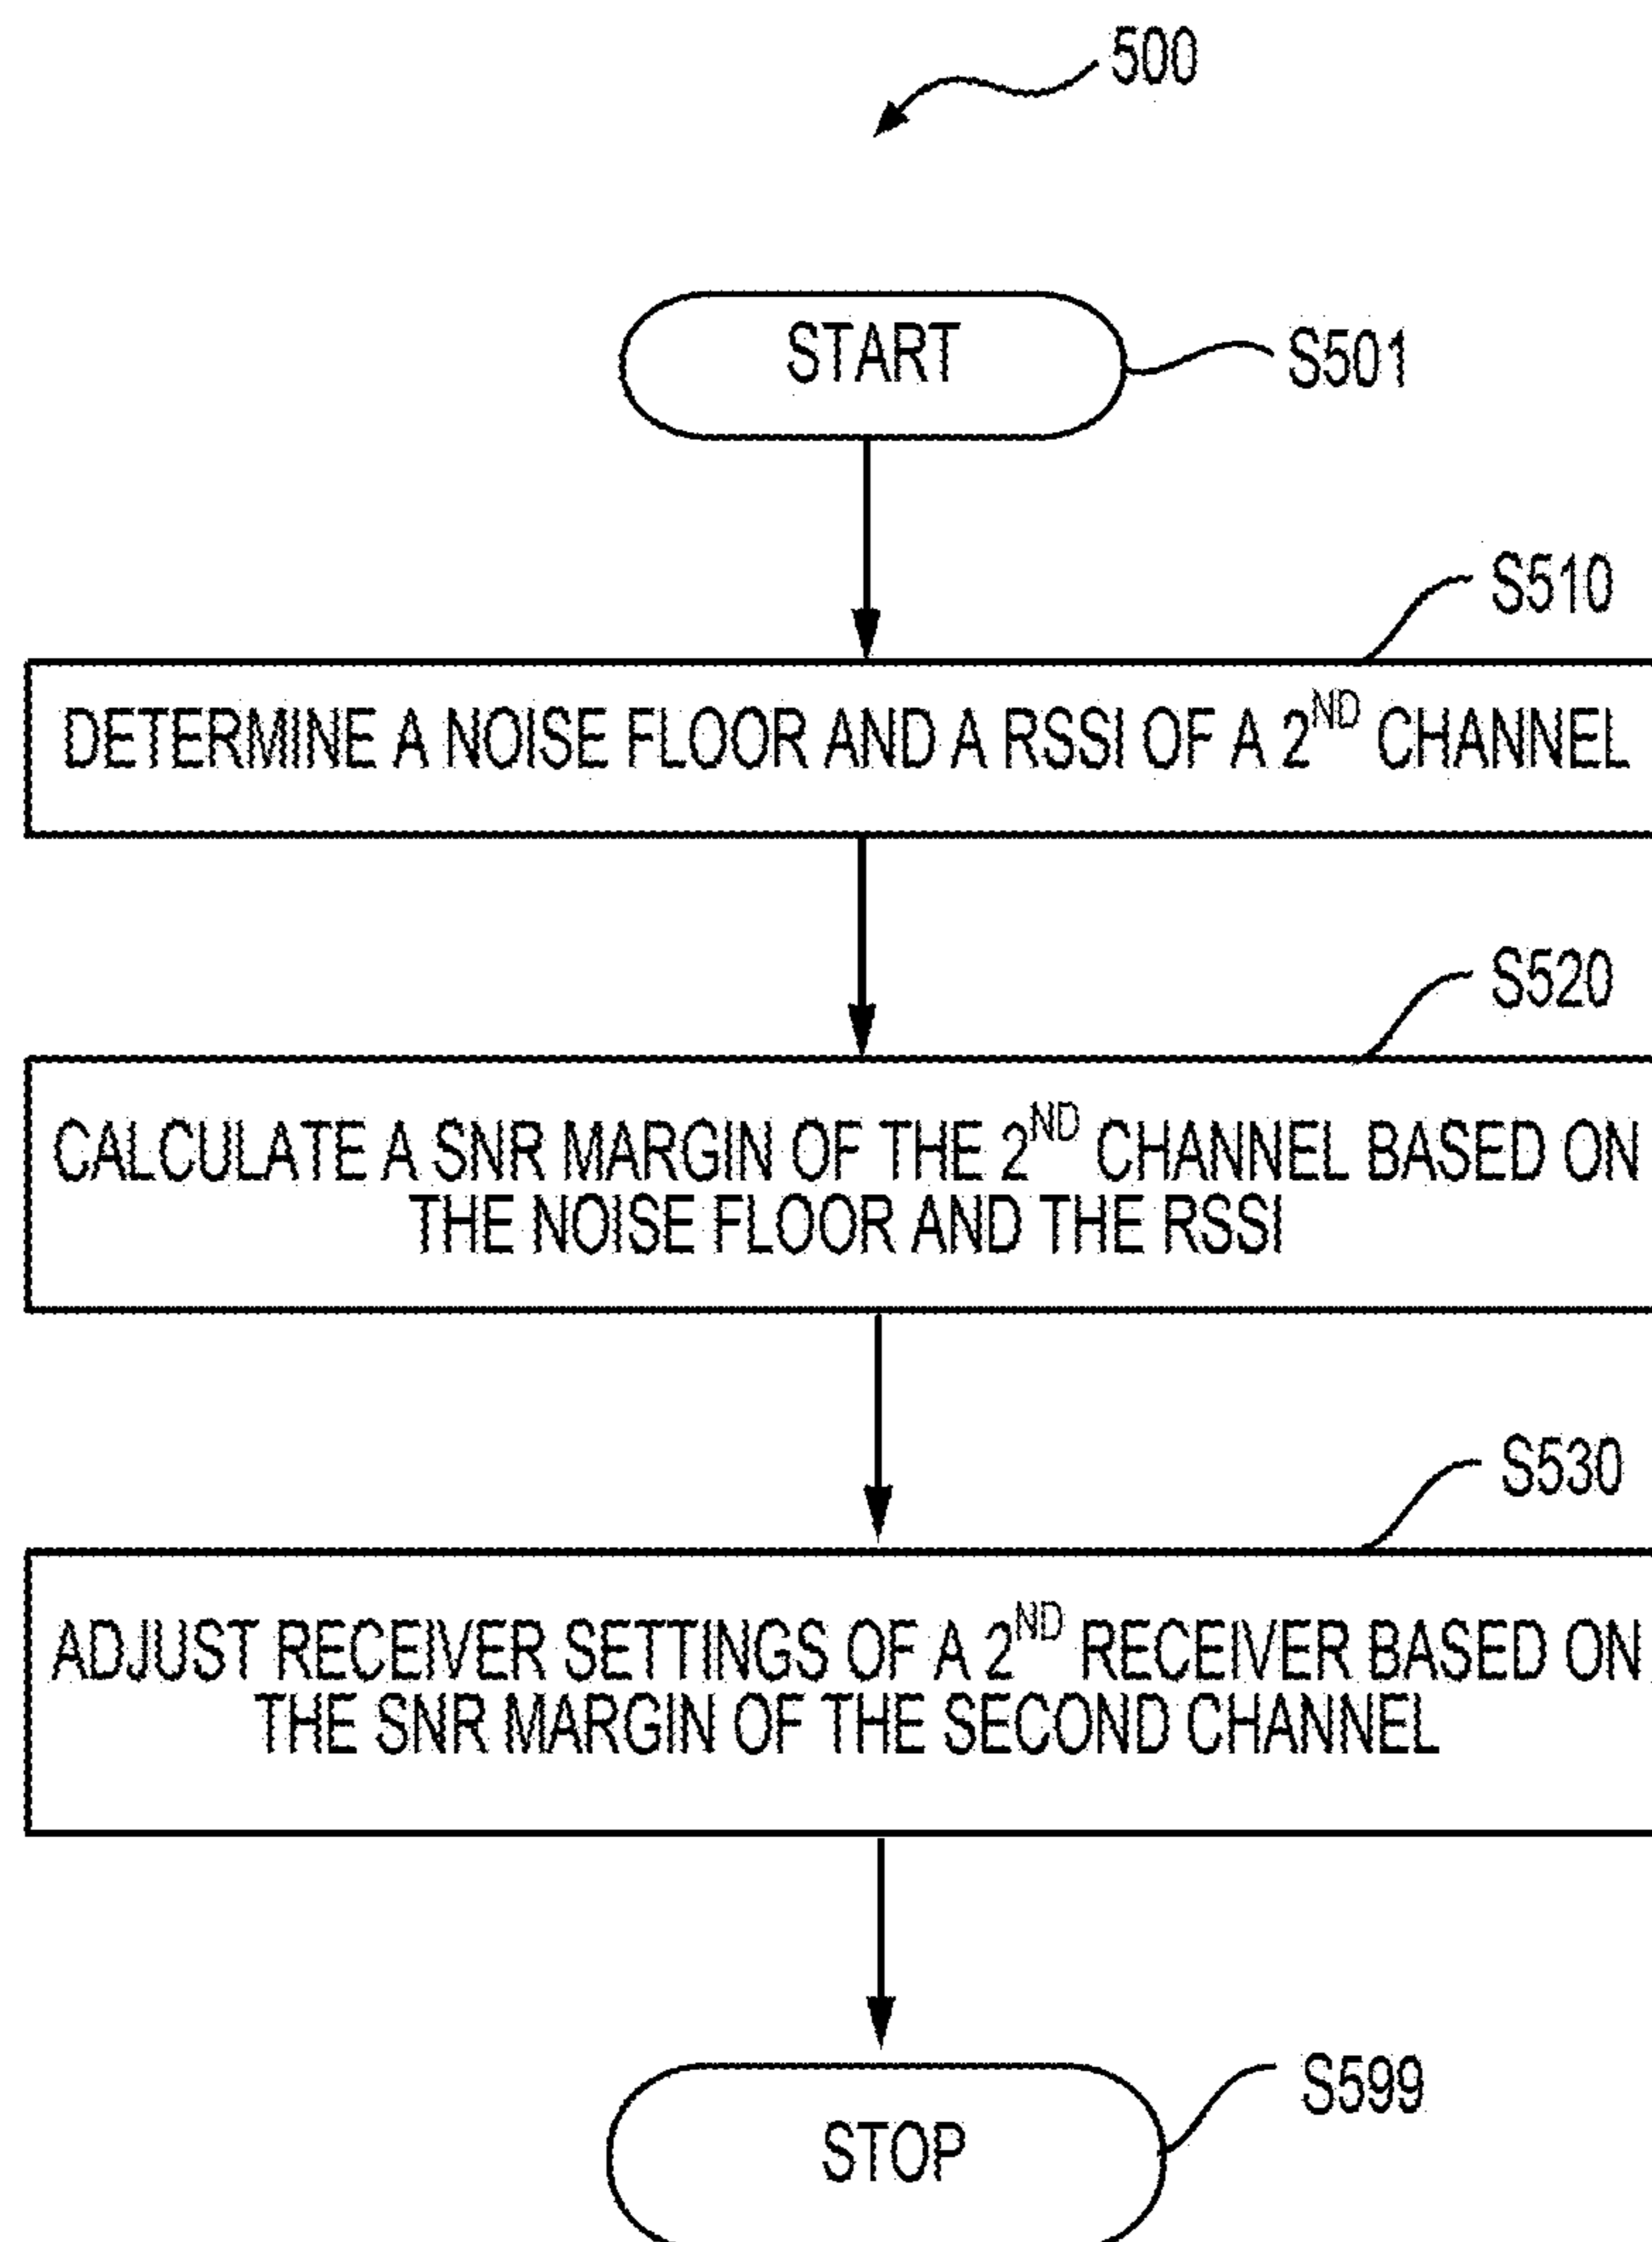 500
START
S501
S510
DETERMINE A NOISE FLOOR AND A RSSI OF A 2ND CHANNEL
S520
CALCULATE A SNR MARGIN OF THE 2ND CHANNEL BASED ON
THE NOISE FLOOR AND THE RSSI
S530
ADJUST RECEIVER SETTINGS OF A 2ND RECEIVER BASED ON
THE SNR MARGIN OF THE SECOND CHANNEL
S599
STOP